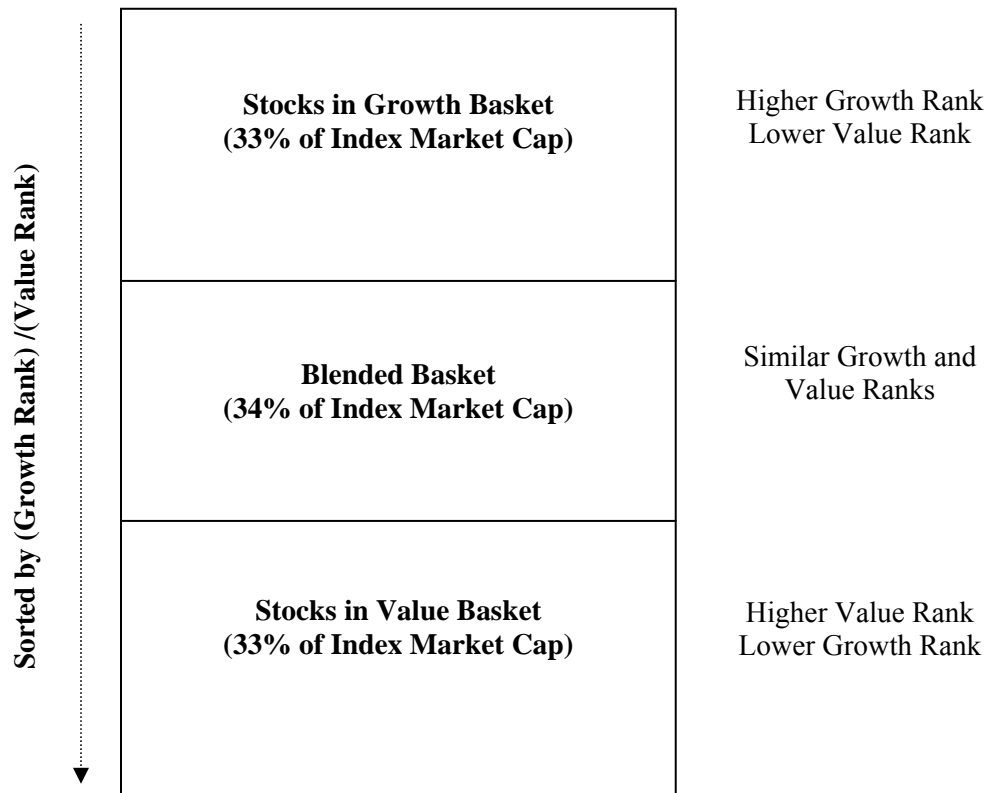 Sorted by (Growth Rank) /(Value Rank)
Stocks in Growth Basket
(33% of Index Market Cap)
Higher Growth Rank
Lower Value Rank
Blended Basket
(34% of Index Market Cap)
Similar Growth and
Value Ranks
Stocks in Value Basket
(33% of Index Market Cap)
Higher Value Rank
Lower Growth Rank